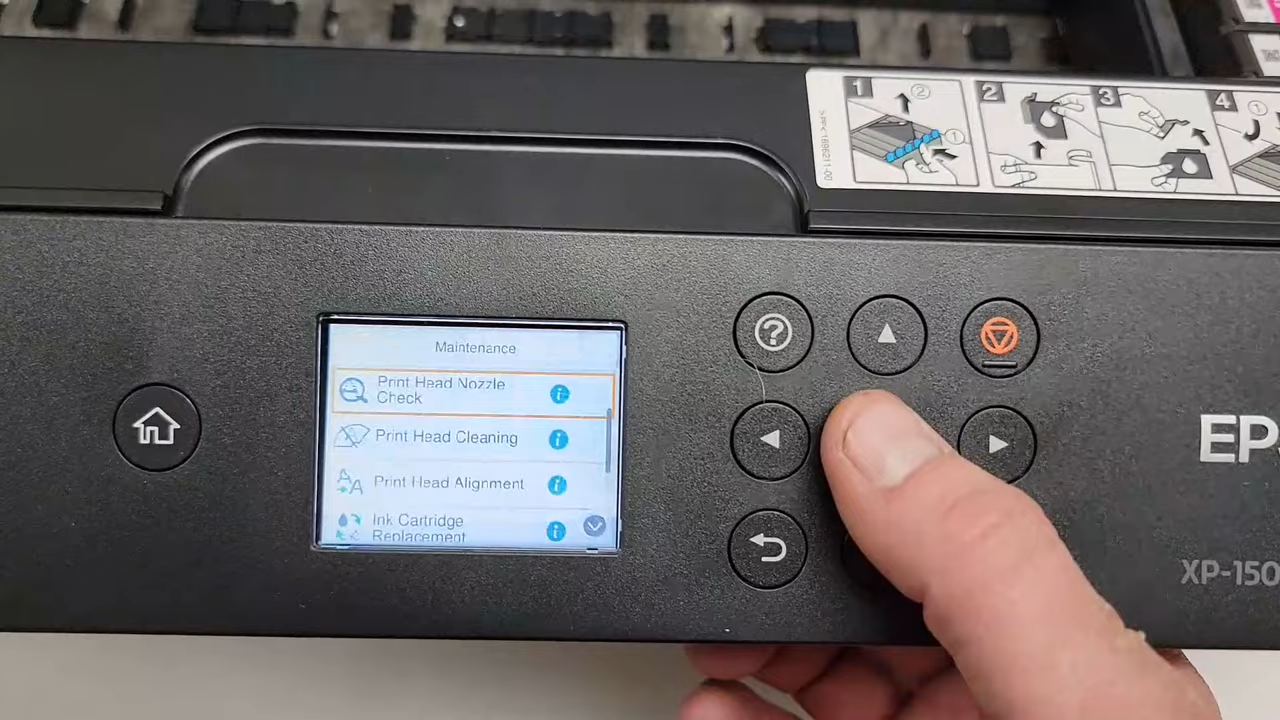 1
2
3
4
Maintenance
Print Head Nozzle
Check
Print Head Cleaning
Print Head Alignment
Ink Cartridge
Replacement
EP
XP-150